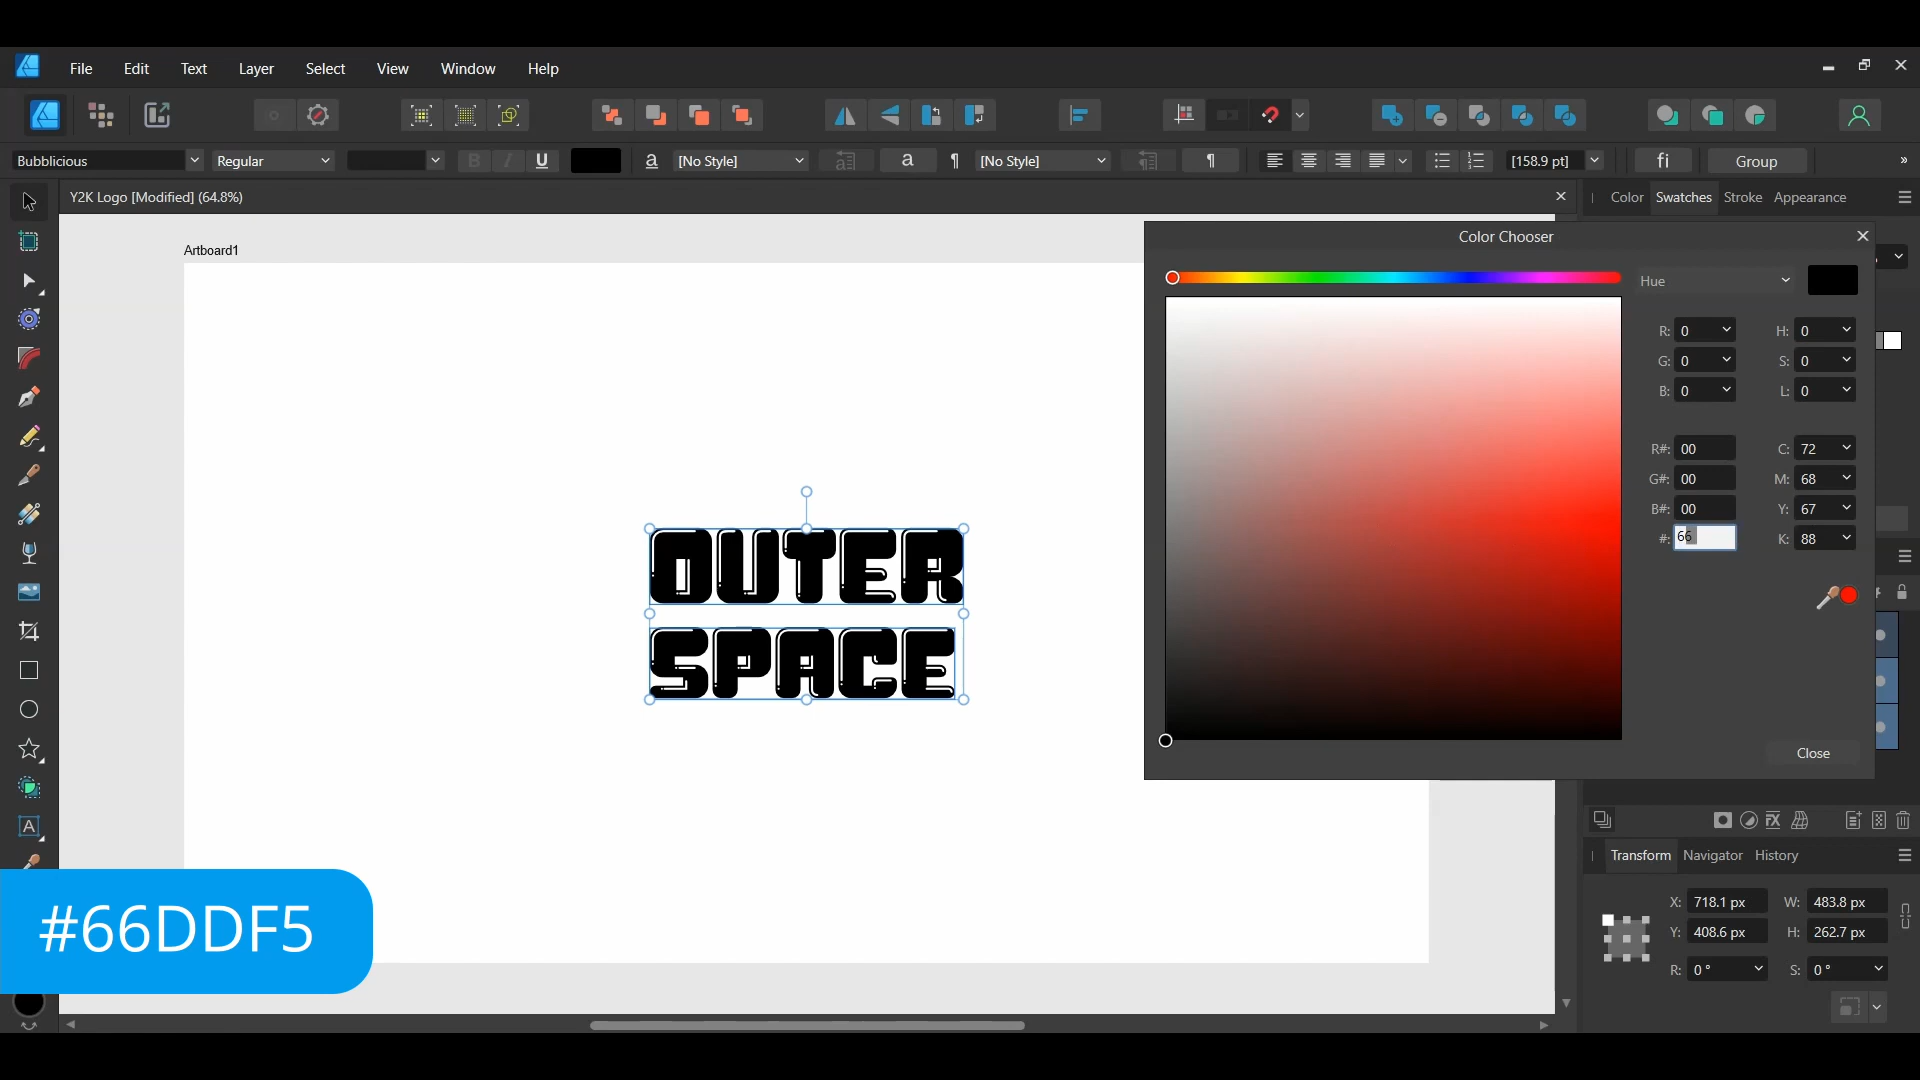 File Edit Text Layer Select View Window Help
Bubblicious Regular B I U a [No Style] a a ¶ [No Style] ¶ ¶ [158.9 pt] fi Group »
Y2K Logo [Modified] (64.8%)
Color Swatches Stroke Appearance
Artboard1
Color Chooser
Hue
R: 0 H: 0
G: 0 S: 0
B: 0 L: 0
R#: 00 C: 72
G#: 00 M: 68
B#: 00 Y: 67
#: 66 K: 88
OUTER
SPACE
Close
FX
Transform Navigator History
A
X: 718.1 px W: 483.8 px
Y: 408.6 px H: 262.7 px
R: 0 ° S: 0 °
#66DDF5